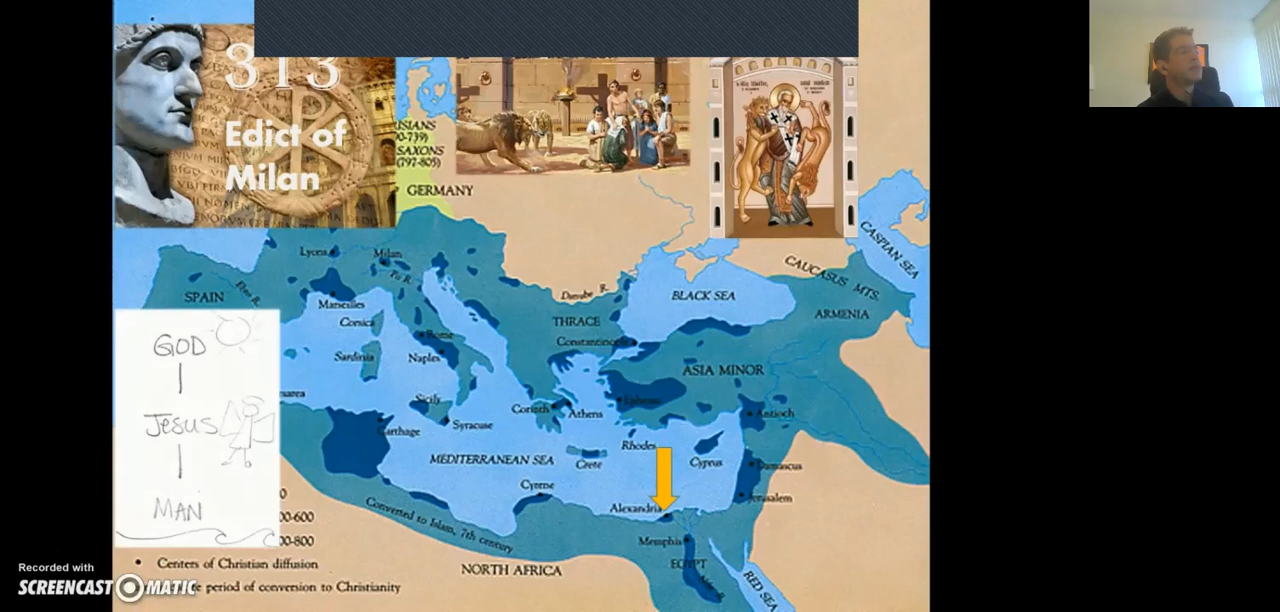 313
Edict of
Milan
GERMANY
SAXONS
(797-805)
CASPIAN SEA
CAUCASUS MTS.
ARMENIA
BLACK SEA
Lyons
Milan
Po R.
Danube R.
SPAIN
Ebro R.
Marseilles
Corsica
THRACE
Constantinople
Rome
Sardinia
Naples
ASIA MINOR
GOD
JESUS
MAN
Sicily
Corinth
Athens
Ephesus
Antioch
Carthage
Syracuse
Rhodes
MEDITERRANEAN SEA
Crete
Cyprus
Damascus
Cyrene
Jerusalem
Alexandria
Converted to Islam, 7th century
Memphis
EGYPT
NORTH AFRICA
RED SEA
Centers of Christian diffusion
period of conversion to Christianity
Recorded with
SCREENCAST MATIC